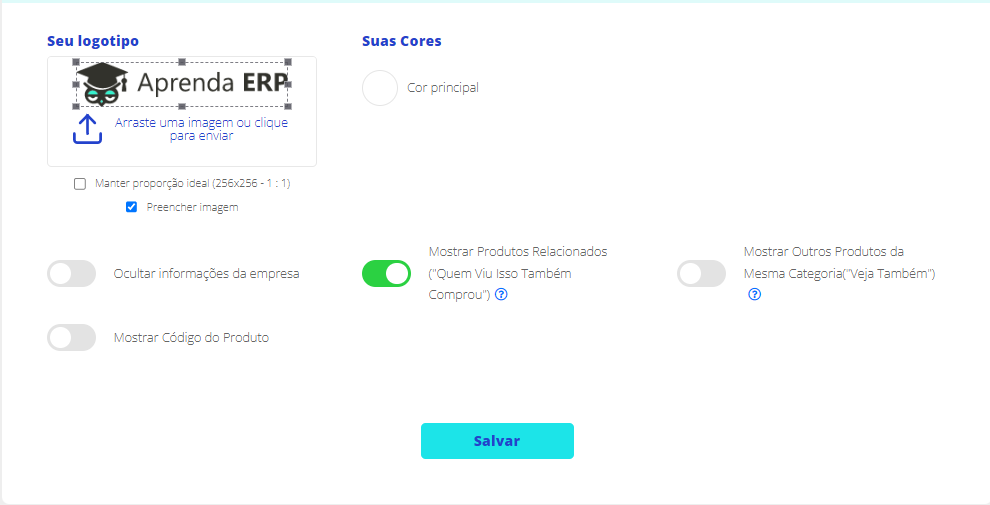 Seu logotipo
Suas Cores
Aprenda ERP
Arraste uma imagem ou clique
para enviar
Cor principal
Manter proporção ideal (256x256 - 1 : 1)
Preencher imagem
Ocultar informações da empresa
Mostrar Produtos Relacionados
("Quem Viu Isso Também
Comprou") ?
Mostrar Outros Produtos da
Mesma Categoria("Veja Também")
?
Mostrar Código do Produto
Salvar